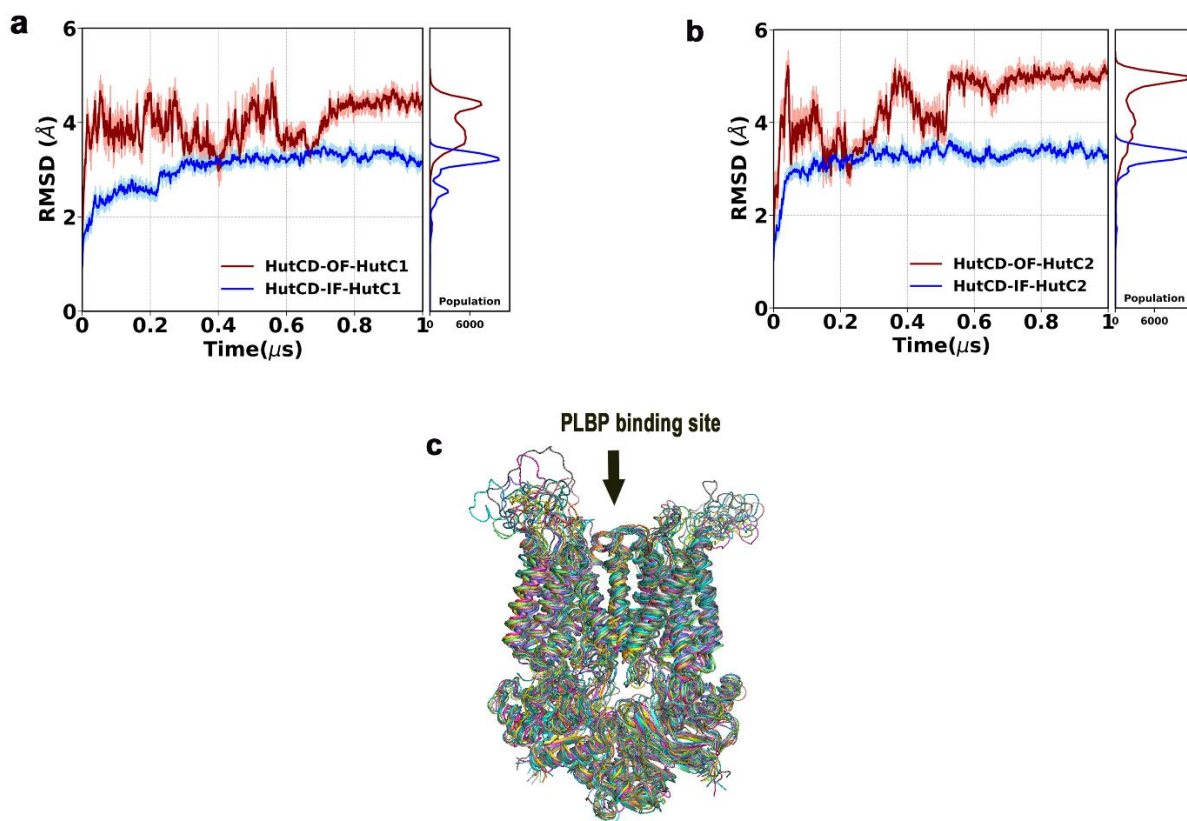 a
6
4
2
0
RMSD (Å)
HutCD-OF-HutC1
HutCD-IF-HutC1
0 0.2 0.4 0.6 0.8 1
Time(μs)
Population
0 6000
b
6
4
2
0
RMSD (Å)
HutCD-OF-HutC2
HutCD-IF-HutC2
0 0.2 0.4 0.6 0.8 1
Time(μs)
Population
0 6000
PLBP binding site
c